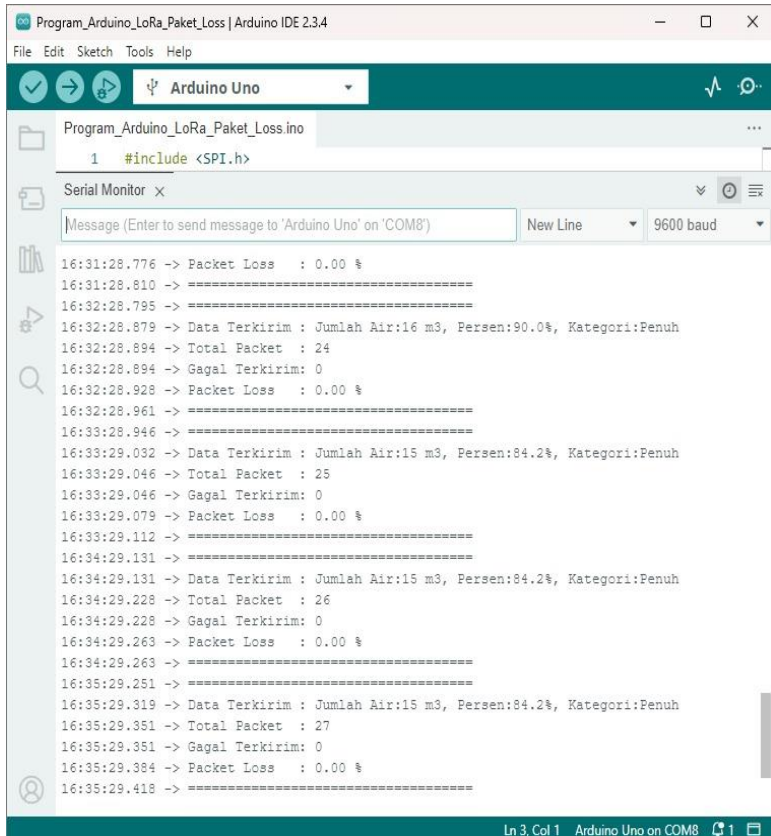 Program_Arduino_LoRa_Paket_Loss | Arduino IDE 2.3.4
File Edit Sketch Tools Help
Arduino Uno
Program_Arduino_LoRa_Paket_Loss.ino
1 #include <SPI.h>
Serial Monitor
Message (Enter to send message to 'Arduino Uno' on 'COM8') New Line 9600 baud
16:31:28.776 -> Packet Loss : 0.00 %
16:31:28.810 -> ====================================
16:32:28.795 -> ====================================
16:32:28.879 -> Data Terkirim : Jumlah Air:16 m3, Persen:90.0%, Kategori:Penuh
16:32:28.894 -> Total Packet : 24
16:32:28.894 -> Gagal Terkirim: 0
16:32:28.928 -> Packet Loss : 0.00 %
16:32:28.961 -> ====================================
16:33:28.946 -> ====================================
16:33:29.032 -> Data Terkirim : Jumlah Air:15 m3, Persen:84.2%, Kategori:Penuh
16:33:29.046 -> Total Packet : 25
16:33:29.046 -> Gagal Terkirim: 0
16:33:29.079 -> Packet Loss : 0.00 %
16:33:29.112 -> ====================================
16:34:29.131 -> ====================================
16:34:29.131 -> Data Terkirim : Jumlah Air:15 m3, Persen:84.2%, Kategori:Penuh
16:34:29.228 -> Total Packet : 26
16:34:29.228 -> Gagal Terkirim: 0
16:34:29.263 -> Packet Loss : 0.00 %
16:34:29.263 -> ====================================
16:35:29.251 -> ====================================
16:35:29.319 -> Data Terkirim : Jumlah Air:15 m3, Persen:84.2%, Kategori:Penuh
16:35:29.351 -> Total Packet : 27
16:35:29.351 -> Gagal Terkirim: 0
16:35:29.384 -> Packet Loss : 0.00 %
16:35:29.418 -> ====================================
Ln 3, Col 1 Arduino Uno on COM8 1